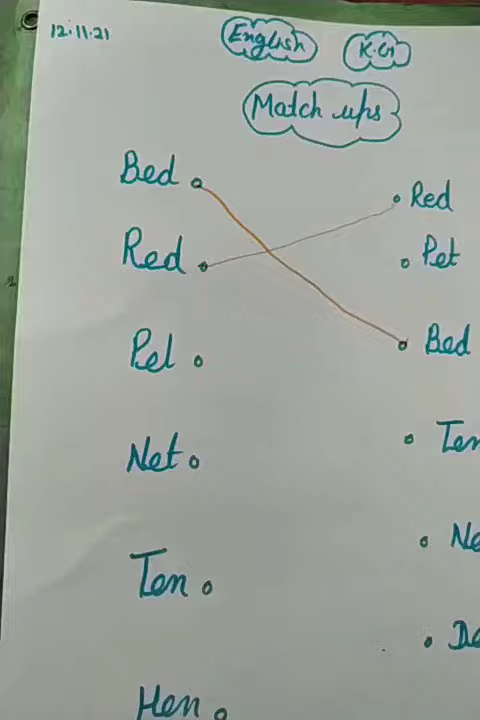 12.11.21
English
K.G
Match ups
Bed
Red
Red
Pet
Pet
Bed
Net
Ten
Ten
Hen